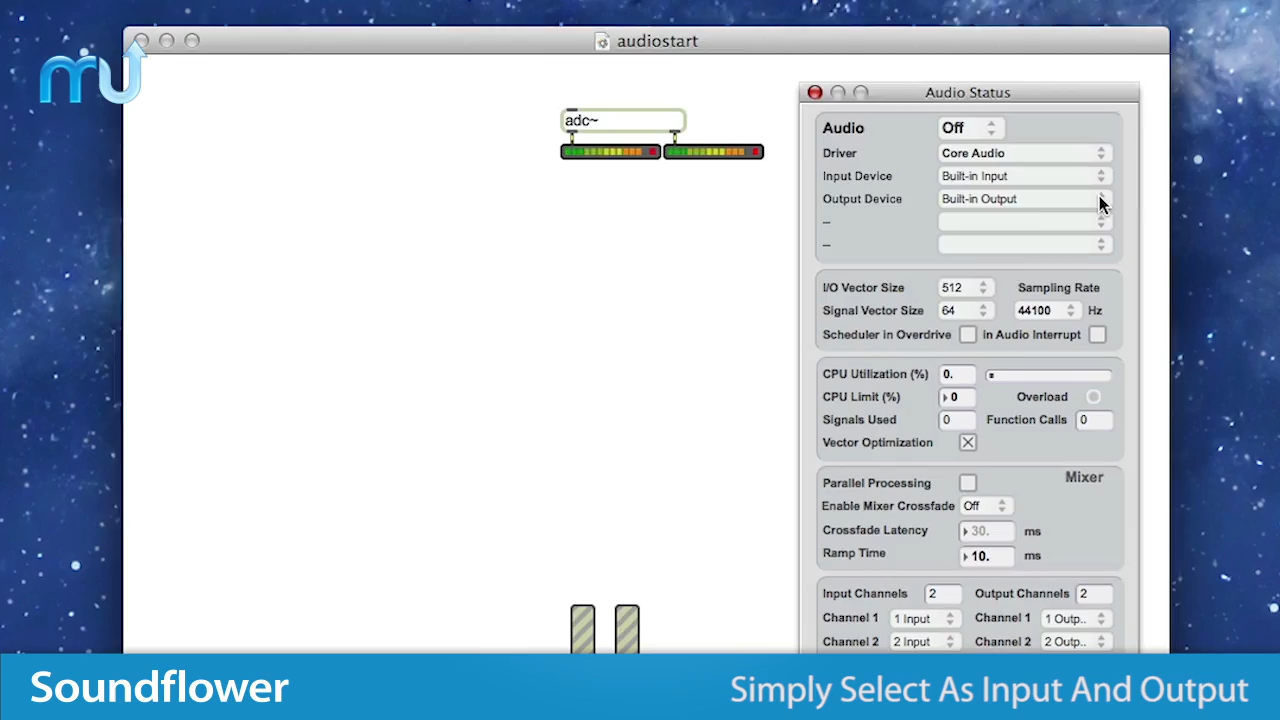 audiostart
mu
Audio Status
adc~
Audio Off
Driver Core Audio
Input Device Built-in Input
Output Device Built-in Output
–
–
I/O Vector Size 512 Sampling Rate
Signal Vector Size 64 44100 Hz
Scheduler in Overdrive in Audio Interrupt
CPU Utilization (%) 0.
CPU Limit (%) 0 Overload
Signals Used 0 Function Calls 0
Vector Optimization
Mixer
Parallel Processing
Enable Mixer Crossfade Off
Crossfade Latency 30. ms
Ramp Time 10. ms
Input Channels 2 Output Channels 2
Channel 1 1 Input Channel 1 1 Outp..
Channel 2 2 Input Channel 2 2 Outp..
Soundflower
Simply Select As Input And Output